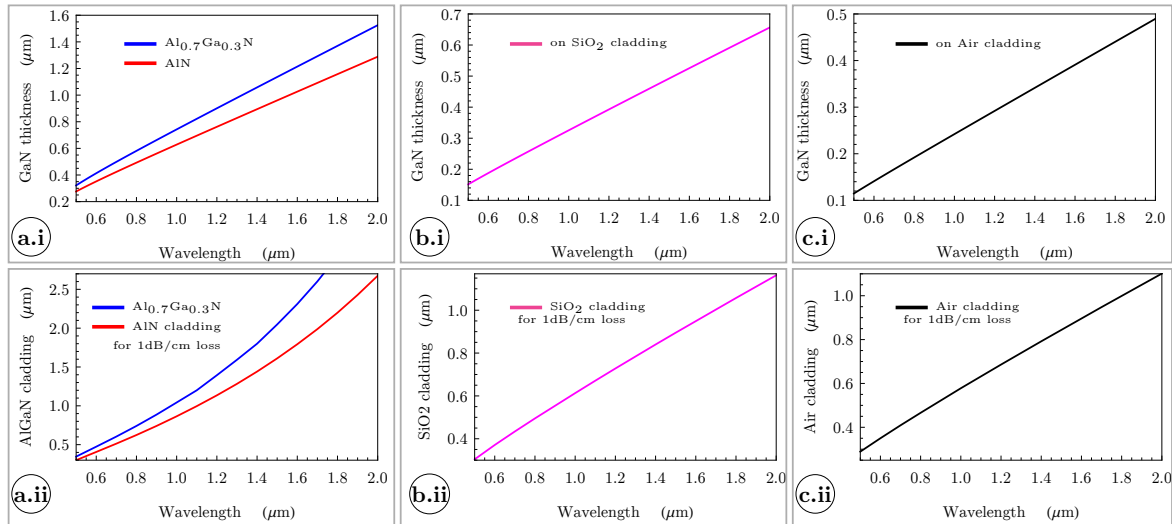 GaN thickness (μm)
1.6
1.4
1.2
1.0
0.8
0.6
0.4
0.2
Al0.7Ga0.3N
AlN
0.6 0.8 1.0 1.2 1.4 1.6 1.8 2.0
Wavelength (μm)
a.i
GaN thickness (μm)
0.7
0.6
0.5
0.4
0.3
0.2
0.1
on SiO2 cladding
0.6 0.8 1.0 1.2 1.4 1.6 1.8 2.0
Wavelength (μm)
b.i
GaN thickness (μm)
0.5
0.4
0.3
0.2
0.1
on Air cladding
0.6 0.8 1.0 1.2 1.4 1.6 1.8 2.0
Wavelength (μm)
c.i
AlGaN cladding (μm)
2.5
2.0
1.5
1.0
0.5
Al0.7Ga0.3N
AlN cladding
for 1dB/cm loss
0.6 0.8 1.0 1.2 1.4 1.6 1.8 2.0
Wavelength (μm)
a.ii
SiO2 cladding (μm)
1.0
0.8
0.6
0.4
SiO2 cladding
for 1dB/cm loss
0.6 0.8 1.0 1.2 1.4 1.6 1.8 2.0
Wavelength (μm)
b.ii
Air cladding (μm)
1.0
0.8
0.6
0.4
Air cladding
for 1dB/cm loss
0.6 0.8 1.0 1.2 1.4 1.6 1.8 2.0
Wavelength (μm)
c.ii